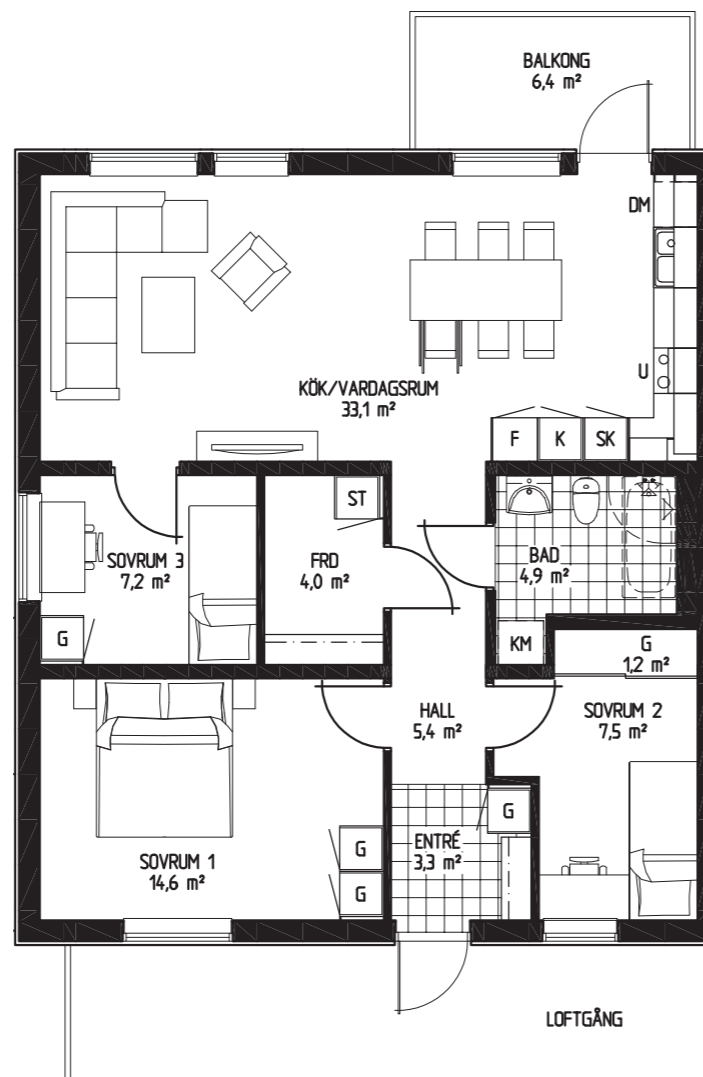 BALKONG
6,4 m²
DM
U
KÖK/VARDAGSRUM
33,1 m²
F K SK
ST
SOVRUM 3
7,2 m²
FRD
4,0 m²
BAD
4,9 m²
G
KM
G
1,2 m²
HALL
5,4 m²
SOVRUM 2
7,5 m²
G
ENTRÉ
3,3 m²
SOVRUM 1
14,6 m²
G
G
LOFTGÅNG